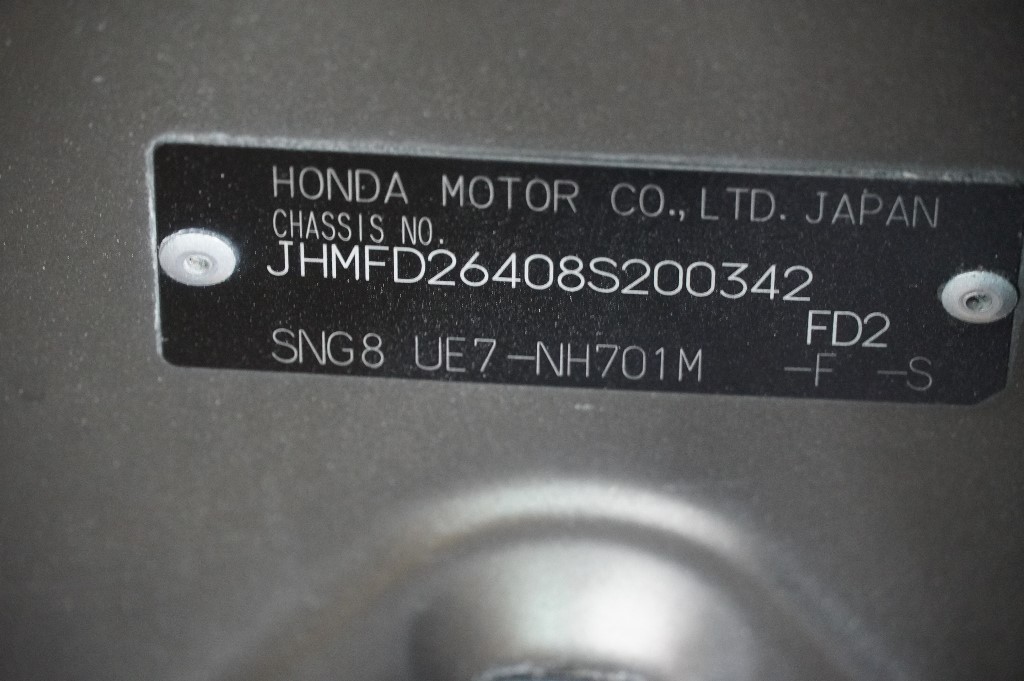 HONDA MOTOR CO.,LTD. JAPAN
CHASSIS NO.
JHMFD26408S200342
FD2
SNG8 UE7-NH701M -F -S